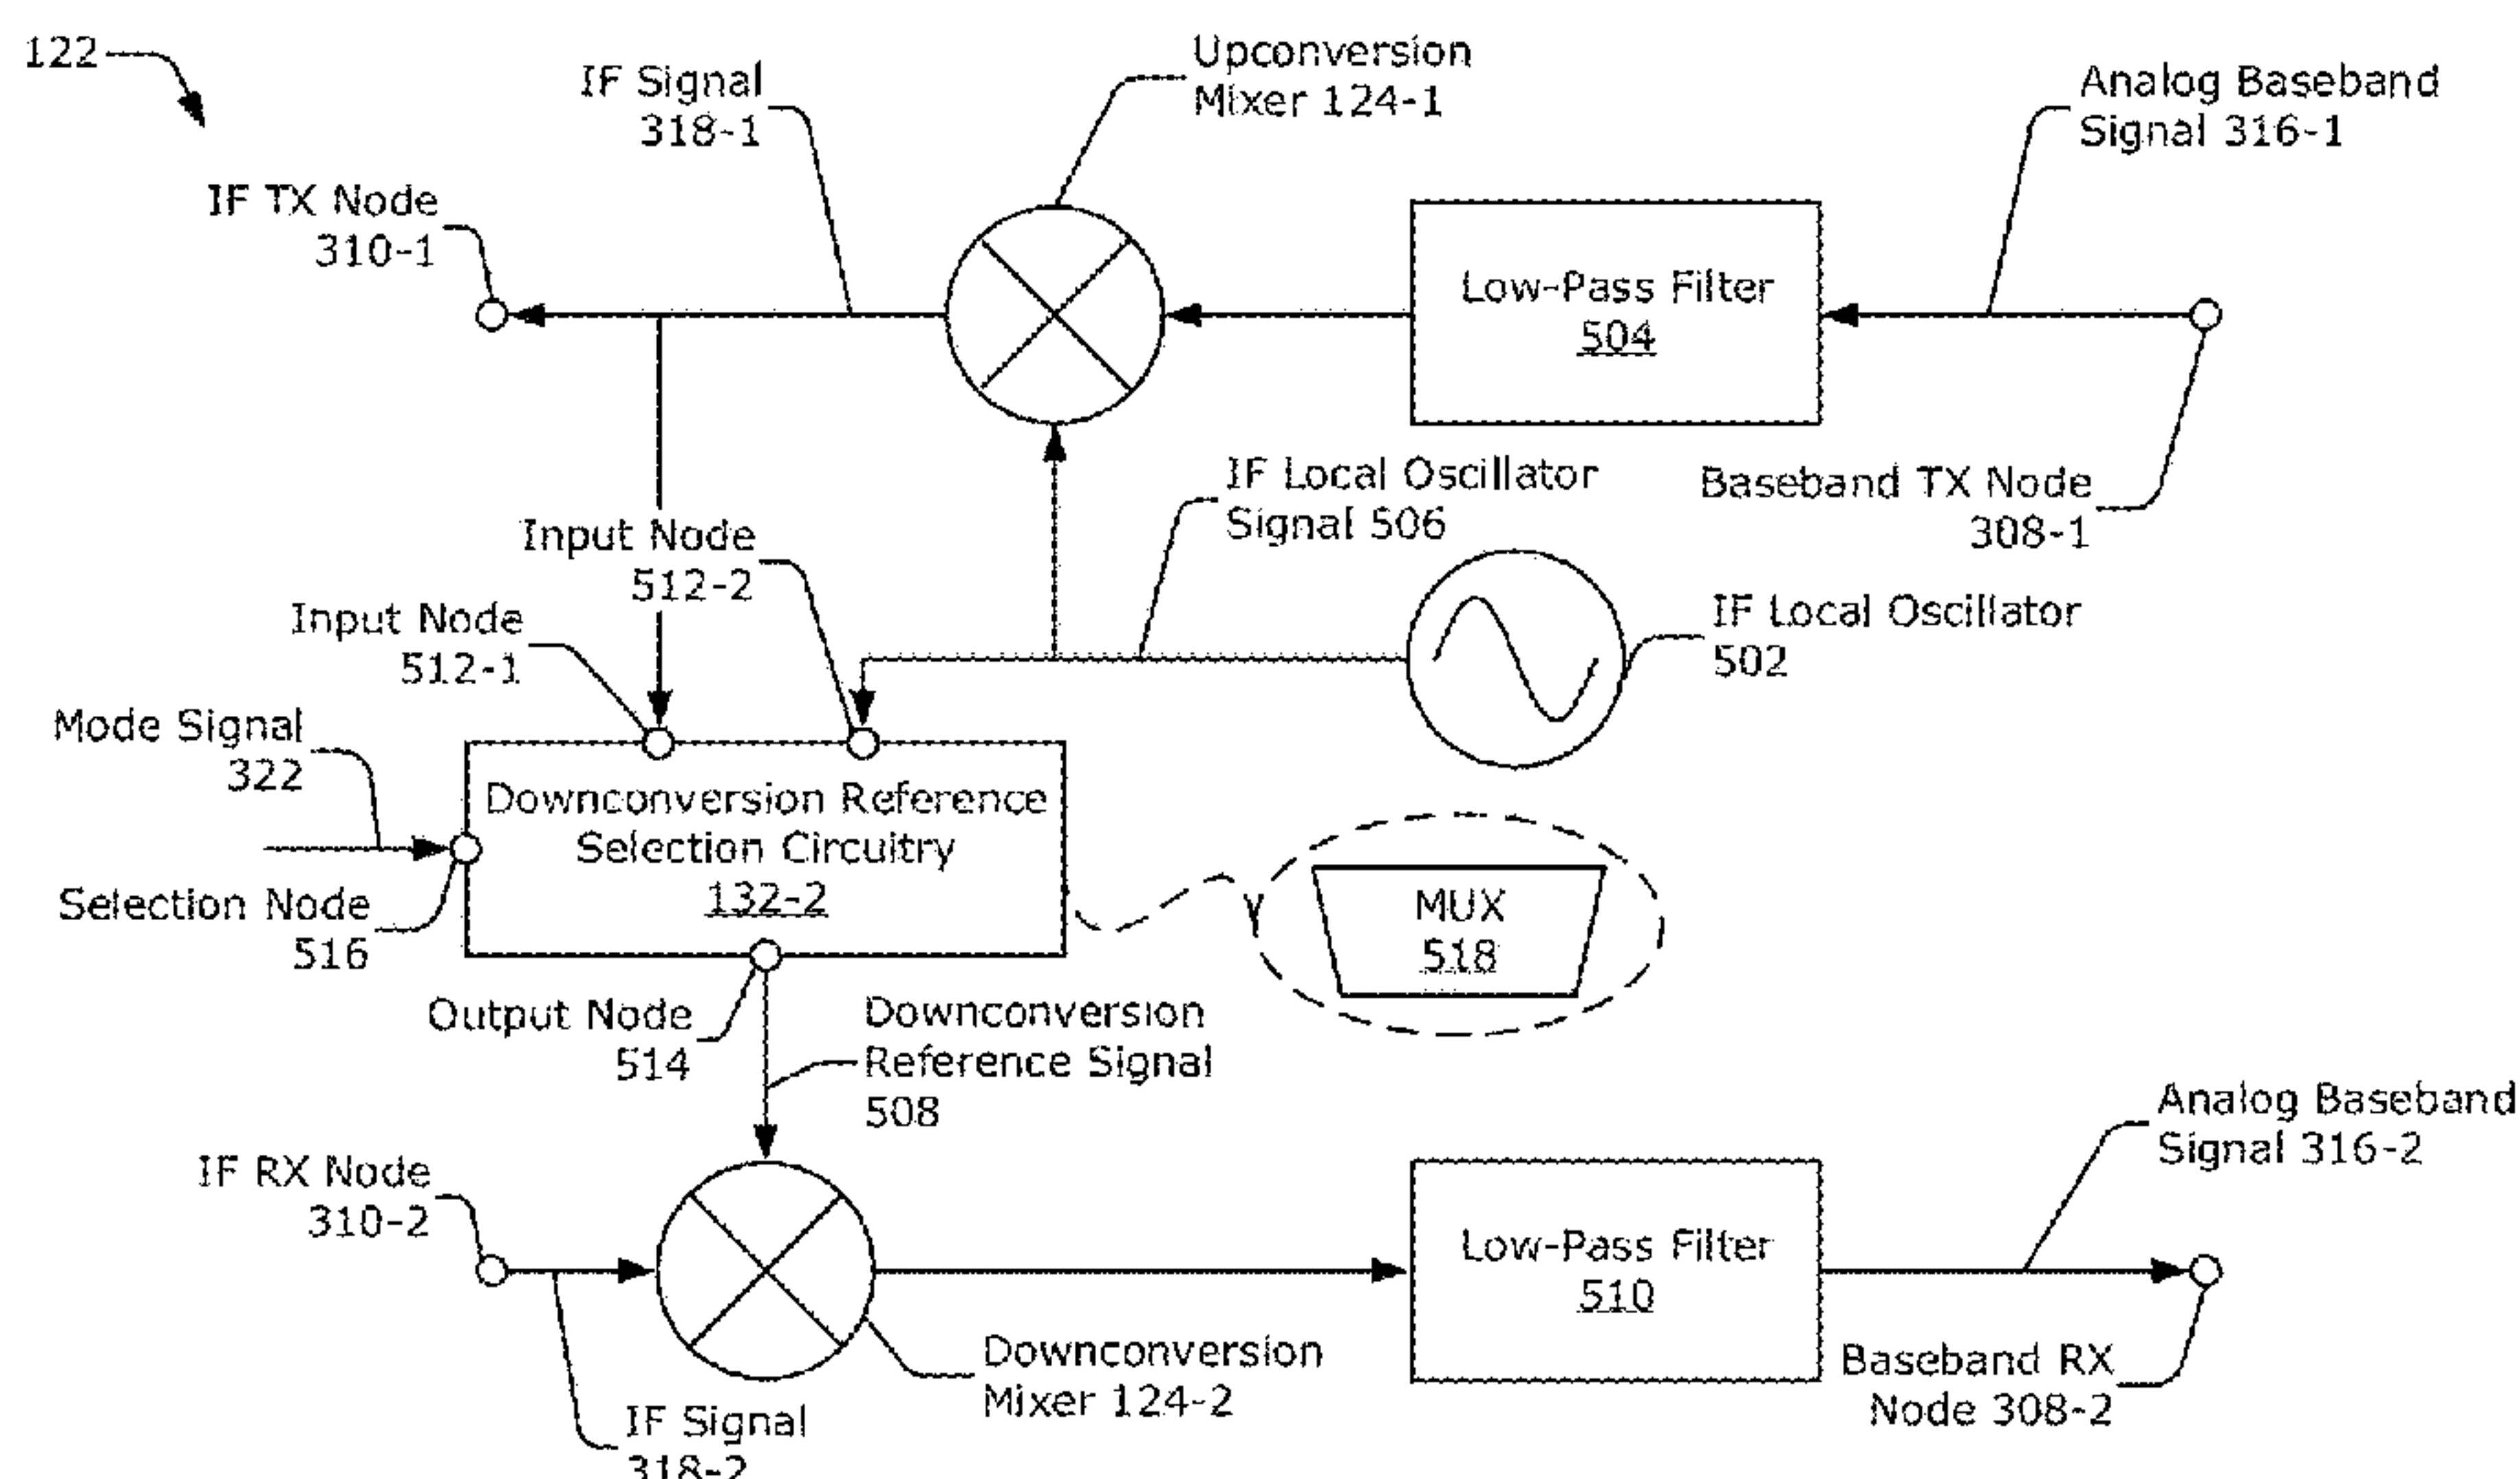 122
IF Signal
318-1
Upconversion
Mixer 124-1
Analog Baseband
Signal 316-1
IF TX Node
310-1
Low-Pass Filter
504
Baseband TX Node
308-1
IF Local Oscillator
Signal 506
Input Node
512-2
Input Node
512-1
IF Local Oscillator
502
Mode Signal
322
Downconversion Reference
Selection Circuitry
132-2
Selection Node
516
MUX
518
Output Node
514
Downconversion
Reference Signal
508
Analog Baseband
Signal 316-2
IF RX Node
310-2
Low-Pass Filter
510
Downconversion
Mixer 124-2
Baseband RX
Node 308-2
IF Signal
318-2